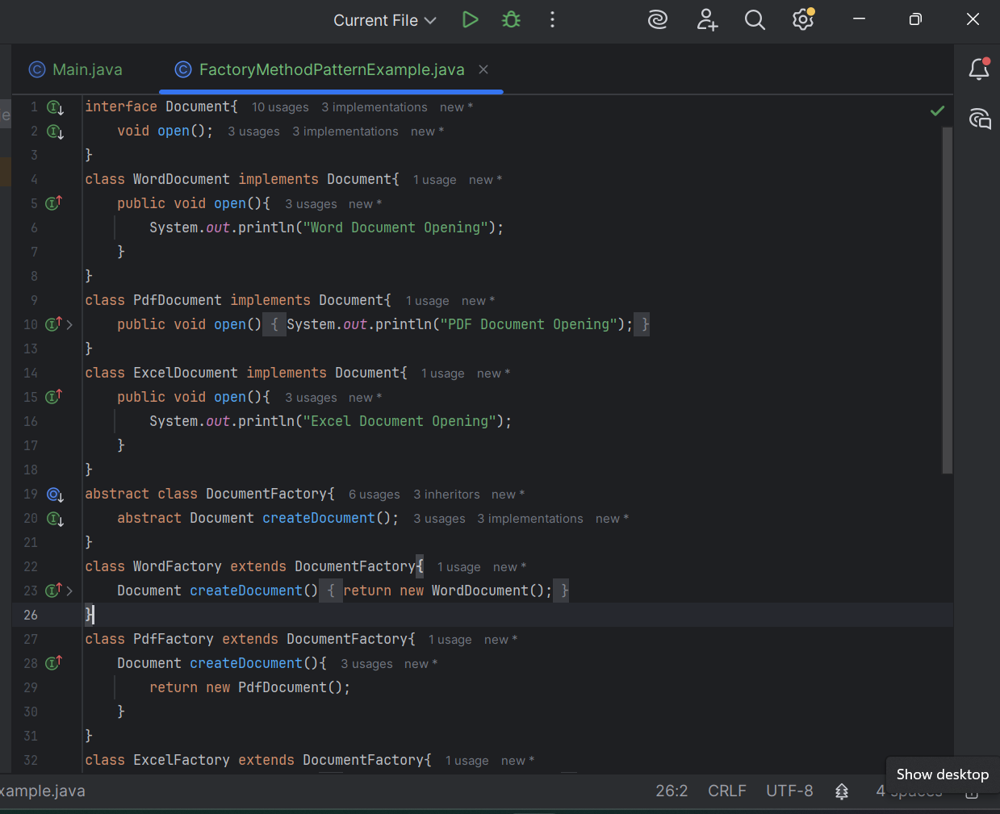 Current File
Main.java
FactoryMethodPatternExample.java
1 interface Document{ 10 usages 3 implementations new *
2 void open(); 3 usages 3 implementations new *
3 }
4 class WordDocument implements Document{ 1 usage new *
5 public void open(){ 3 usages new *
6 System.out.println("Word Document Opening");
7 }
8 }
9 class PdfDocument implements Document{ 1 usage new *
10 public void open() { System.out.println("PDF Document Opening"); }
13 }
14 class ExcelDocument implements Document{ 1 usage new *
15 public void open(){ 3 usages new *
16 System.out.println("Excel Document Opening");
17 }
18 }
19 abstract class DocumentFactory{ 6 usages 3 inheritors new *
20 abstract Document createDocument(); 3 usages 3 implementations new *
21 }
22 class WordFactory extends DocumentFactory{ 1 usage new *
23 Document createDocument() { return new WordDocument(); }
26 }
27 class PdfFactory extends DocumentFactory{ 1 usage new *
28 Document createDocument(){ 3 usages new *
29 return new PdfDocument();
30 }
31 }
32 class ExcelFactory extends DocumentFactory{ 1 usage new *
Show desktop
xample.java 26:2 CRLF UTF-8 4 spaces